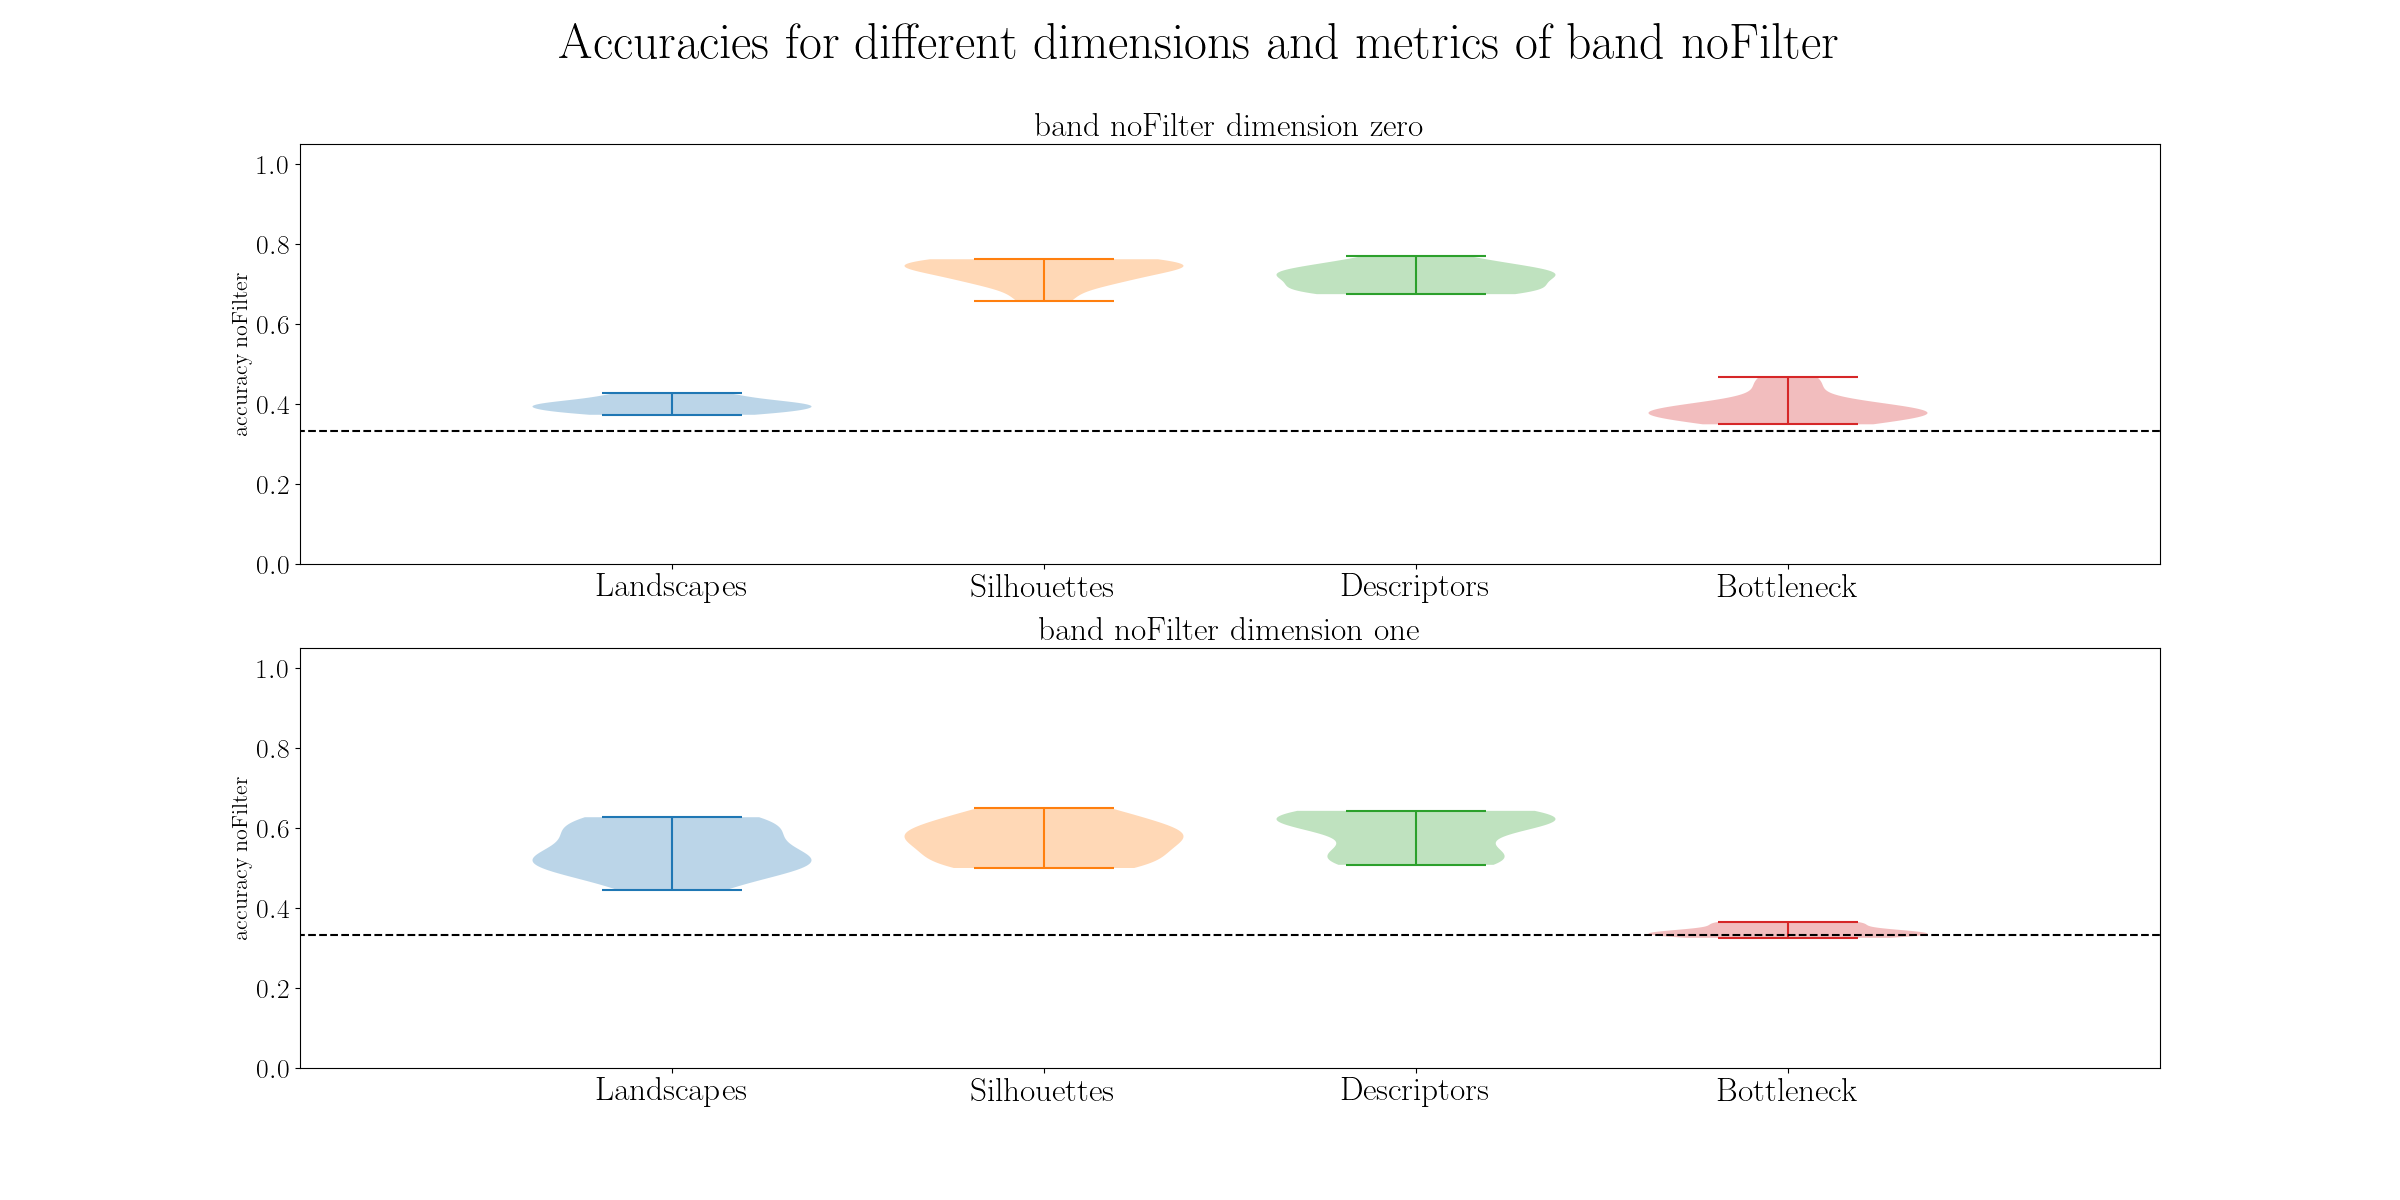 Accuracies for different dimensions and metrics of band noFilter
band noFilter dimension zero
accuracy noFilter
1.0
0.8
0.6
0.4
0.2
0.0
Landscapes Silhouettes Descriptors Bottleneck
band noFilter dimension one
accuracy noFilter
1.0
0.8
0.6
0.4
0.2
0.0
Landscapes Silhouettes Descriptors Bottleneck